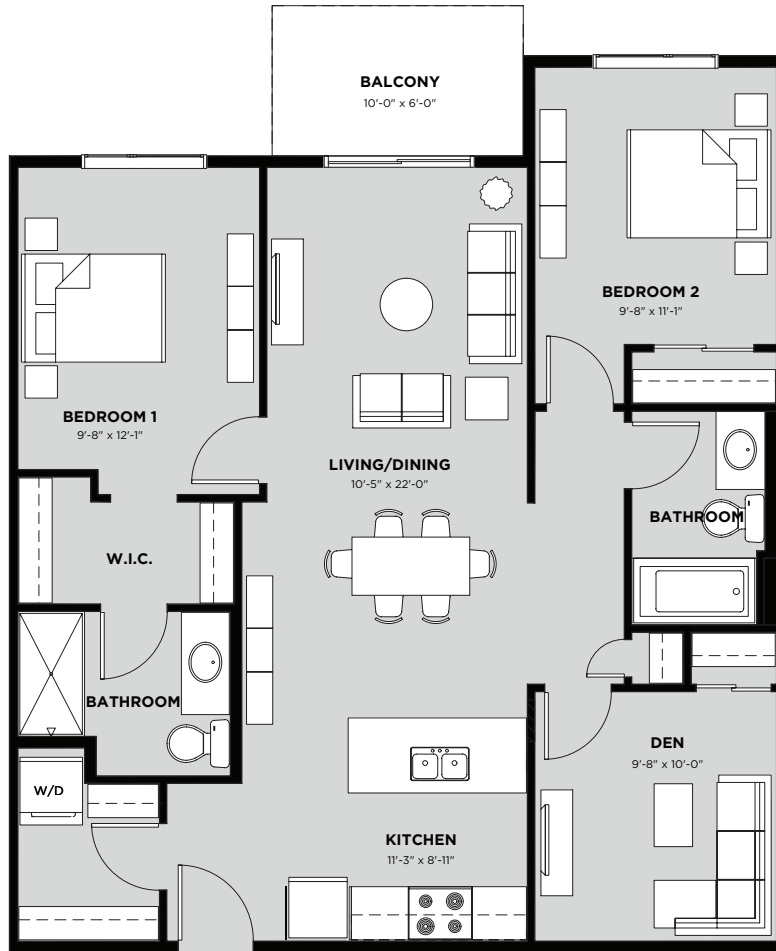 BALCONY
10'-0" x 6'-0"
BEDROOM 2
9'-8" x 11'-1"
BEDROOM 1
9'-8" x 12'-1"
LIVING/DINING
10'-5" x 22'-0"
BATHROOM
W.I.C.
BATHROOM
DEN
9'-8" x 10'-0"
W/D
KITCHEN
11'-3" x 8'-11"